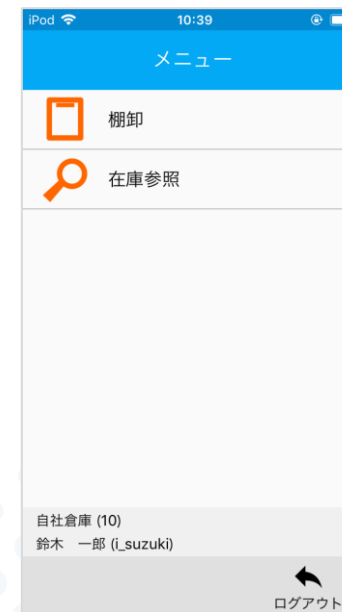 iPod 10:39
メニュー
棚卸
在庫参照
自社倉庫 (10)
鈴木　一郎 (i_suzuki)
ログアウト